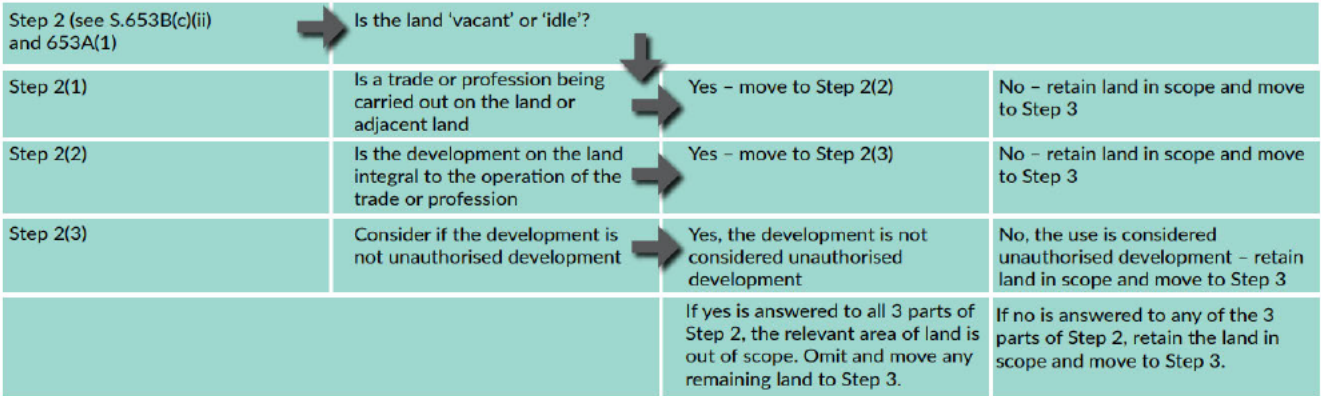 Step 2 (see S.653B(c)(ii)
and 653A(1)
Is the land ‘vacant’ or ‘idle’?
Step 2(1)
Is a trade or profession being
carried out on the land or
adjacent land
Yes – move to Step 2(2)
No – retain land in scope and move
to Step 3
Step 2(2)
Is the development on the land
integral to the operation of the
trade or profession
Yes – move to Step 2(3)
No – retain land in scope and move
to Step 3
Step 2(3)
Consider if the development is
not unauthorised development
Yes, the development is not
considered unauthorised
development
No, the use is considered
unauthorised development – retain
land in scope and move to Step 3
If yes is answered to all 3 parts of
Step 2, the relevant area of land is
out of scope. Omit and move any
remaining land to Step 3.
If no is answered to any of the 3
parts of Step 2, retain the land in
scope and move to Step 3.